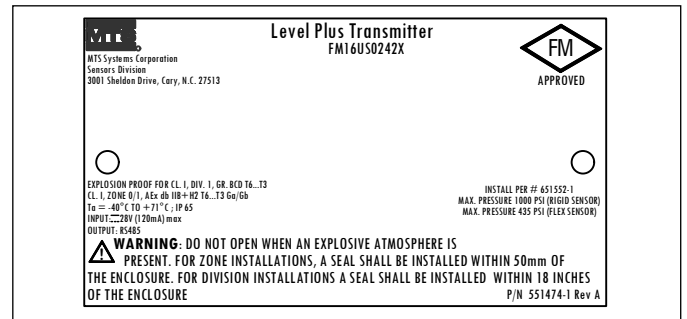 MTS
Level Plus Transmitter
FM16US0242X
FM
APPROVED
MTS Systems Corporation
Sensors Division
3001 Sheldon Drive, Cary, N.C. 27513
EXPLOSION PROOF FOR CL. I, DIV. 1, GR. BCD T6...T3
CL. I, ZONE 0/1, AEx db IIB+H2 T6...T3 Ga/Gb
Ta = -40°C TO +71°C ; IP 65
INPUT:⎓28V (120mA) max
OUTPUT: RS485
INSTALL PER # 651552-1
MAX. PRESSURE 1000 PSI (RIGID SENSOR)
MAX. PRESSURE 435 PSI (FLEX SENSOR)
WARNING: DO NOT OPEN WHEN AN EXPLOSIVE ATMOSPHERE IS
PRESENT. FOR ZONE INSTALLATIONS, A SEAL SHALL BE INSTALLED WITHIN 50mm OF
THE ENCLOSURE. FOR DIVISION INSTALLATIONS A SEAL SHALL BE INSTALLED WITHIN 18 INCHES
OF THE ENCLOSURE
P/N 551474-1 Rev A